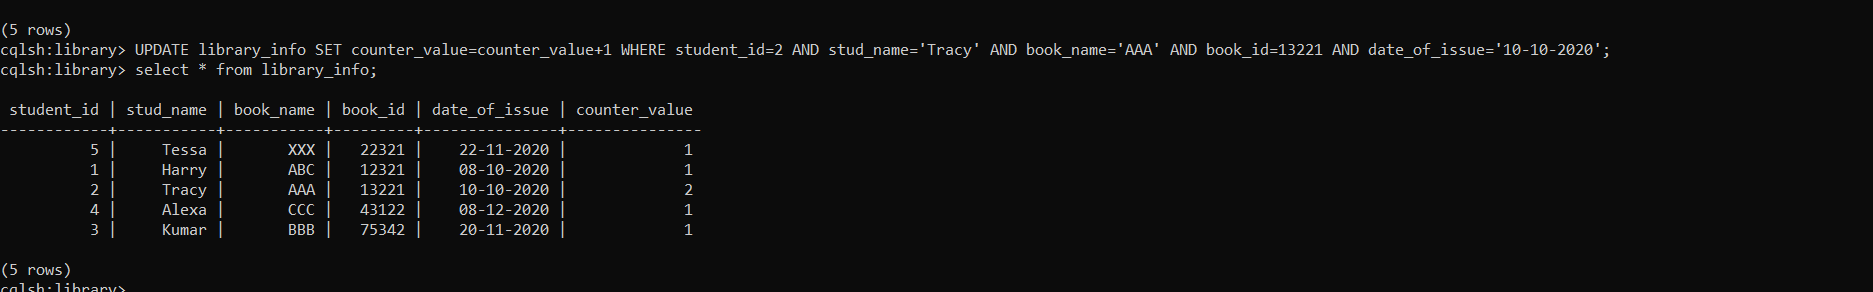 (5 rows)
cqlsh:library> UPDATE library_info SET counter_value=counter_value+1 WHERE student_id=2 AND stud_name='Tracy' AND book_name='AAA' AND book_id=13221 AND date_of_issue='10-10-2020';
cqlsh:library> select * from library_info;
 student_id | stud_name | book_name | book_id | date_of_issue | counter_value
------------+-----------+-----------+---------+---------------+---------------
          5 |     Tessa |       XXX |   22321 |    22-11-2020 |             1
          1 |     Harry |       ABC |   12321 |    08-10-2020 |             1
          2 |     Tracy |       AAA |   13221 |    10-10-2020 |             2
          4 |     Alexa |       CCC |   43122 |    08-12-2020 |             1
          3 |     Kumar |       BBB |   75342 |    20-11-2020 |             1
(5 rows)
cqlsh:library>